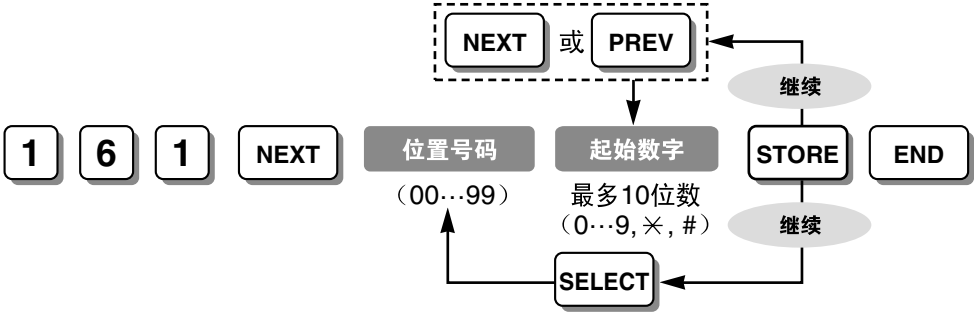 NEXT 或 PREV
继续
1 6 1 NEXT 位置号码 起始数字 STORE END
(00···99) 最多10位数
(0···9, ✳, #)
继续
SELECT